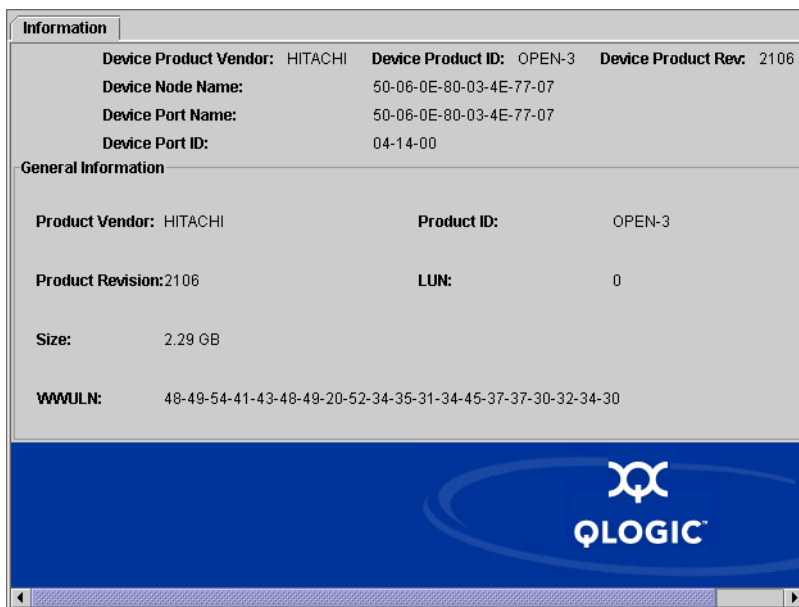 Information
Device Product Vendor: HITACHI Device Product ID: OPEN-3 Device Product Rev: 2106
Device Node Name: 50-06-0E-80-03-4E-77-07
Device Port Name: 50-06-0E-80-03-4E-77-07
Device Port ID: 04-14-00
General Information
Product Vendor: HITACHI Product ID: OPEN-3
Product Revision:2106 LUN: 0
Size: 2.29 GB
WWULN: 48-49-54-41-43-48-49-20-52-34-35-31-34-45-37-37-30-32-34-30
QLOGIC™